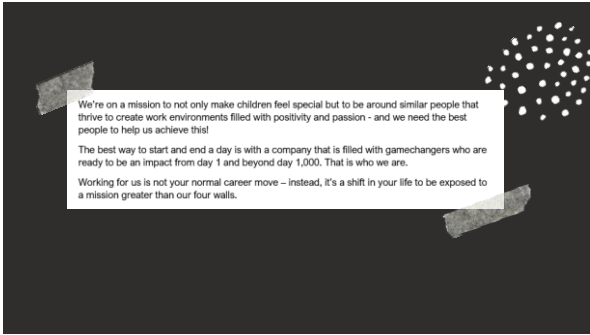 We're on a mission to not only make children feel special but to be around similar people that
thrive to create work environments filled with positivity and passion - and we need the best
people to help us achieve this!
The best way to start and end a day is with a company that is filled with gamechangers who are
ready to be an impact from day 1 and beyond day 1,000. That is who we are.
Working for us is not your normal career move – instead, it's a shift in your life to be exposed to
a mission greater than our four walls.